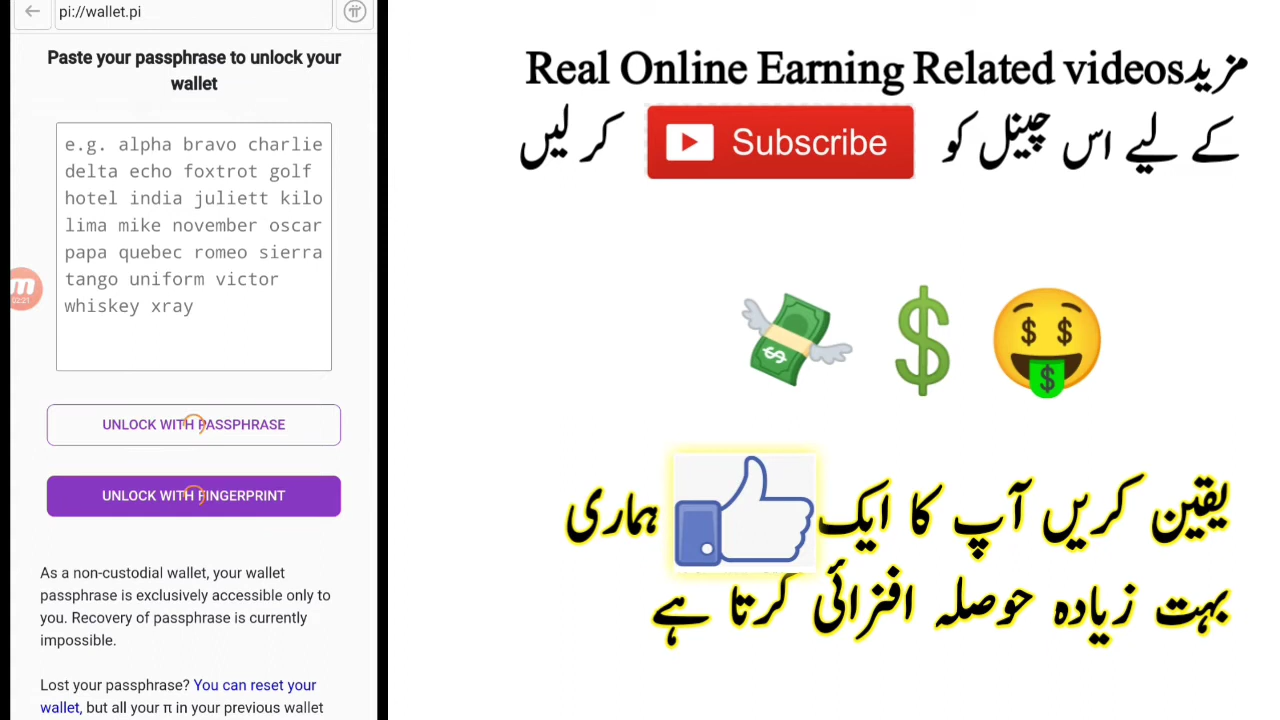 pi://wallet.pi
Paste your passphrase to unlock your
wallet
e.g. alpha bravo charlie
delta echo foxtrot golf
hotel india juliett kilo
lima mike november oscar
papa quebec romeo sierra
tango uniform victor
whiskey xray
02:21
UNLOCK WITH PASSPHRASE
UNLOCK WITH FINGERPRINT
As a non-custodial wallet, your wallet
passphrase is exclusively accessible only to
you. Recovery of passphrase is currently
impossible.
Lost your passphrase? You can reset your
wallet, but all your π in your previous wallet
مزید Real Online Earning Related videos
کے لیے اس چینل کو Subscribe کر لیں
یقین کریں آپ کا ایک ہماری
بہت زیادہ حوصلہ افزائی کرتا ہے